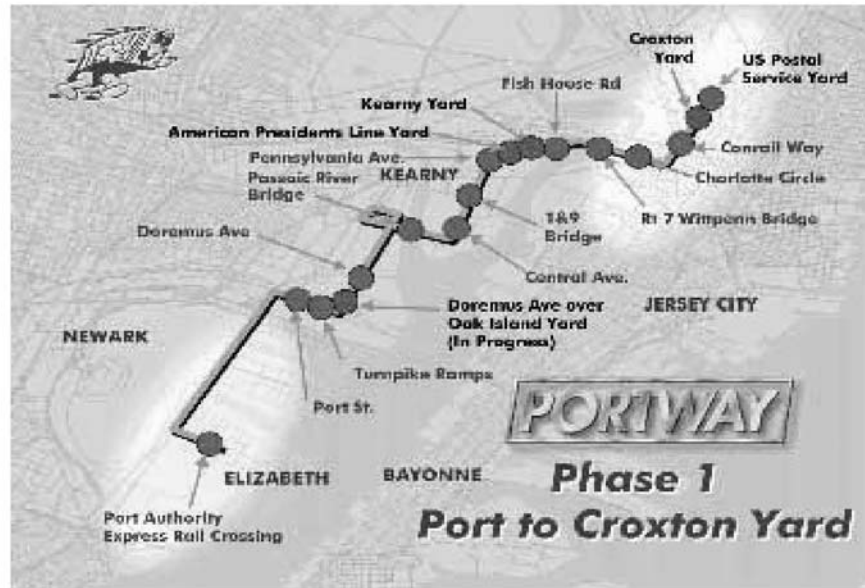 Croxton
Yard
US Postal
Service Yard
Fish House Rd
Kearny Yard
American Presidents Line Yard
Pennsylvania Ave.
KEARNY
Conrail Way
Passaic River
Bridge
Charlotte Circle
1&9
Bridge
Rt 7 Wittpenn Bridge
Doremus Ave
Central Ave.
Doremus Ave over
Oak Island Yard
(In Progress)
JERSEY CITY
NEWARK
Turnpike Ramps
Port St.
PORTWAY
ELIZABETH
BAYONNE
Phase 1
Port to Croxton Yard
Port Authority
Express Rail Crossing